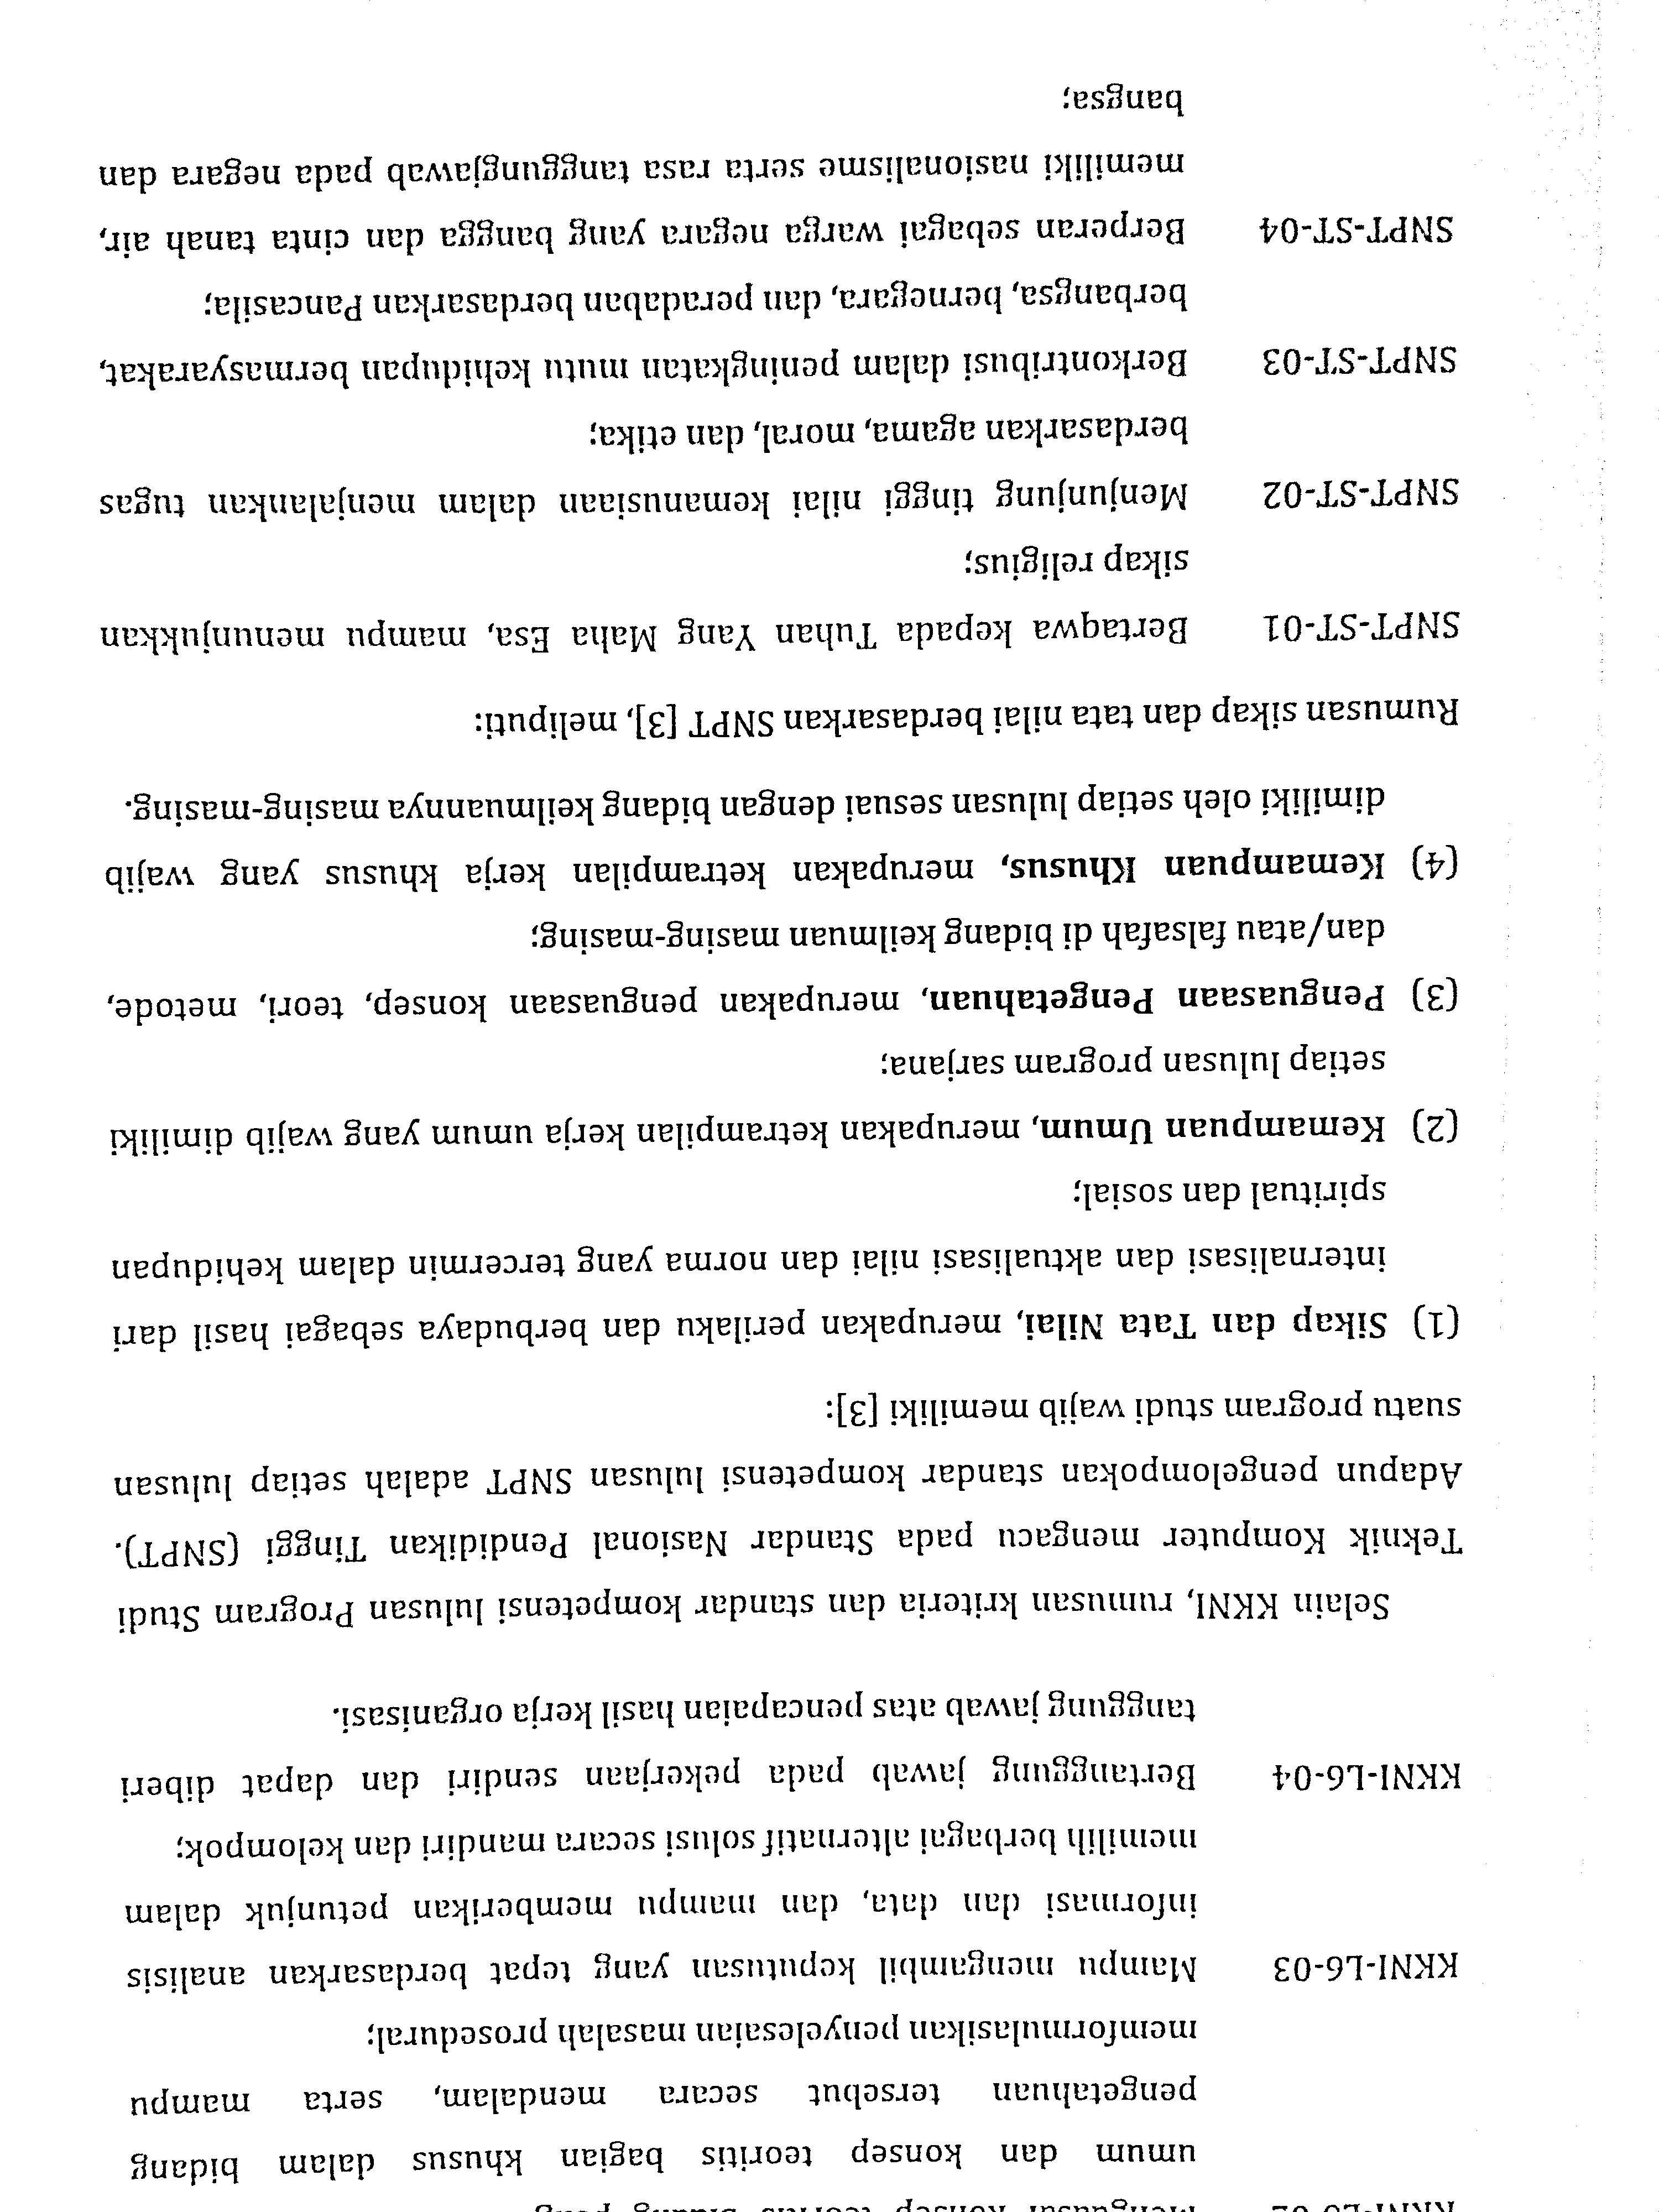 umum dan konsep teoritis bagian khusus dalam bidang
pengetahuan tersebut secara mendalam, serta mampu
memformulasikan penyelesaian masalah prosedural;
KKNI-L6-03 Mampu mengambil keputusan yang tepat berdasarkan analisis
informasi dan data, dan mampu memberikan petunjuk dalam
memilih berbagai alternatif solusi secara mandiri dan kelompok;
KKNI-L6-04 Bertanggung jawab pada pekerjaan sendiri dan dapat diberi
tanggung jawab atas pencapaian hasil kerja organisasi.
Selain KKNI, rumusan kriteria dan standar kompetensi lulusan Program Studi
Teknik Komputer mengacu pada Standar Nasional Pendidikan Tinggi (SNPT).
Adapun pengelompokan standar kompetensi lulusan SNPT adalah setiap lulusan
suatu program studi wajib memiliki [3]:
(1) Sikap dan Tata Nilai, merupakan perilaku dan berbudaya sebagai hasil dari
internalisasi dan aktualisasi nilai dan norma yang tercermin dalam kehidupan
spiritual dan sosial;
(2) Kemampuan Umum, merupakan ketrampilan kerja umum yang wajib dimiliki
setiap lulusan program sarjana;
(3) Penguasaan Pengetahuan, merupakan penguasaan konsep, teori, metode,
dan/atau falsafah di bidang keilmuan masing-masing;
(4) Kemampuan Khusus, merupakan ketrampilan kerja khusus yang wajib
dimiliki oleh setiap lulusan sesuai dengan bidang keilmuannya masing-masing.
Rumusan sikap dan tata nilai berdasarkan SNPT [3], meliputi:
SNPT-ST-01 Bertaqwa kepada Tuhan Yang Maha Esa, mampu menunjukkan
sikap religius;
SNPT-ST-02 Menjunjung tinggi nilai kemanusiaan dalam menjalankan tugas
berdasarkan agama, moral, dan etika;
SNPT-ST-03 Berkontribusi dalam peningkatan mutu kehidupan bermasyarakat,
berbangsa, bernegara, dan peradaban berdasarkan Pancasila;
SNPT-ST-04 Berperan sebagai warga negara yang bangga dan cinta tanah air,
memiliki nasionalisme serta rasa tanggungjawab pada negara dan
bangsa;